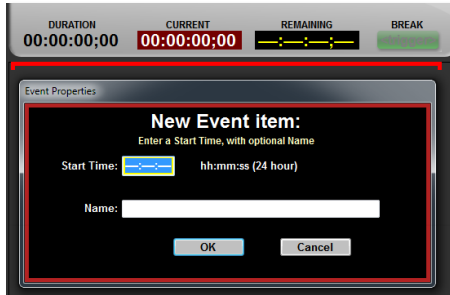 DURATION CURRENT REMAINING BREAK
00:00:00;00 00:00:00;00 —:—:—;—
Event Properties
New Event item:
Enter a Start Time, with optional Name
Start Time: —:—:— hh:mm:ss (24 hour)
Name:
OK Cancel